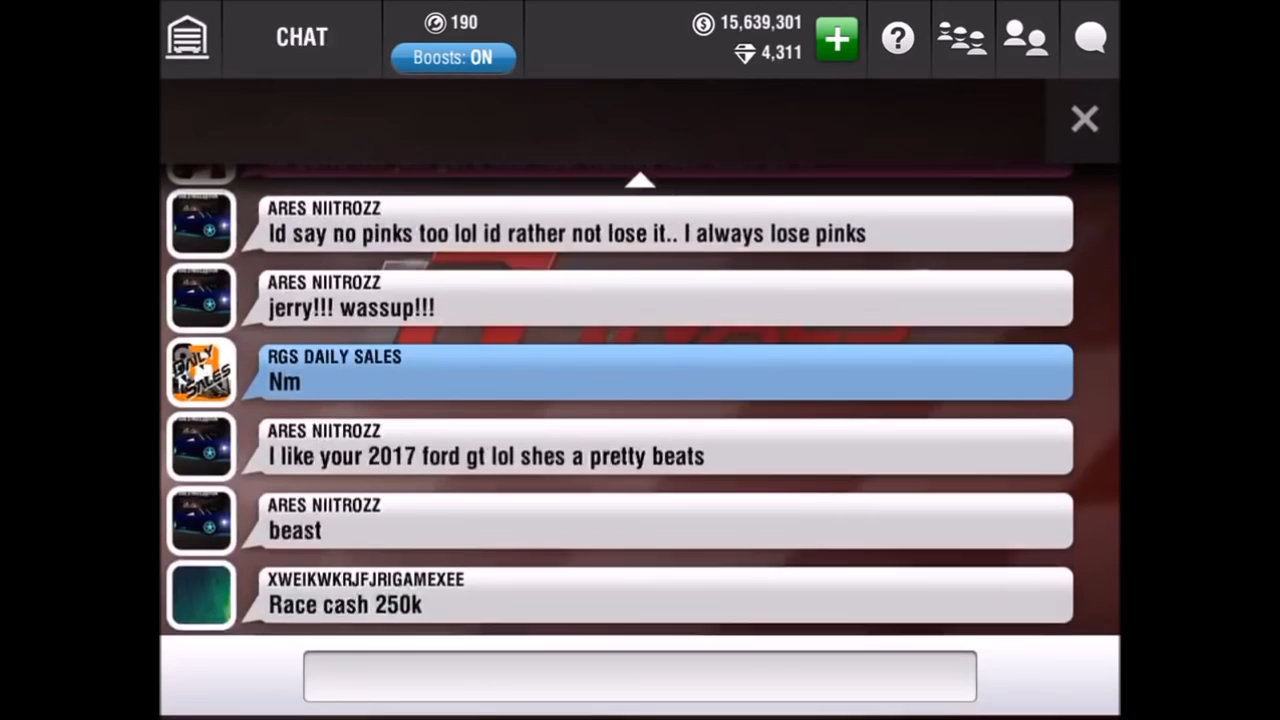 CHAT
190
Boosts: ON
15,639,301
4,311
ARES NIITROZZ
Id say no pinks too lol id rather not lose it.. I always lose pinks
ARES NIITROZZ
jerry!!! wassup!!!
RGS DAILY SALES
Nm
DAILY
SALES
ARES NIITROZZ
I like your 2017 ford gt lol shes a pretty beats
ARES NIITROZZ
beast
XWEIKWKRJFJRIGAMEXEE
Race cash 250k